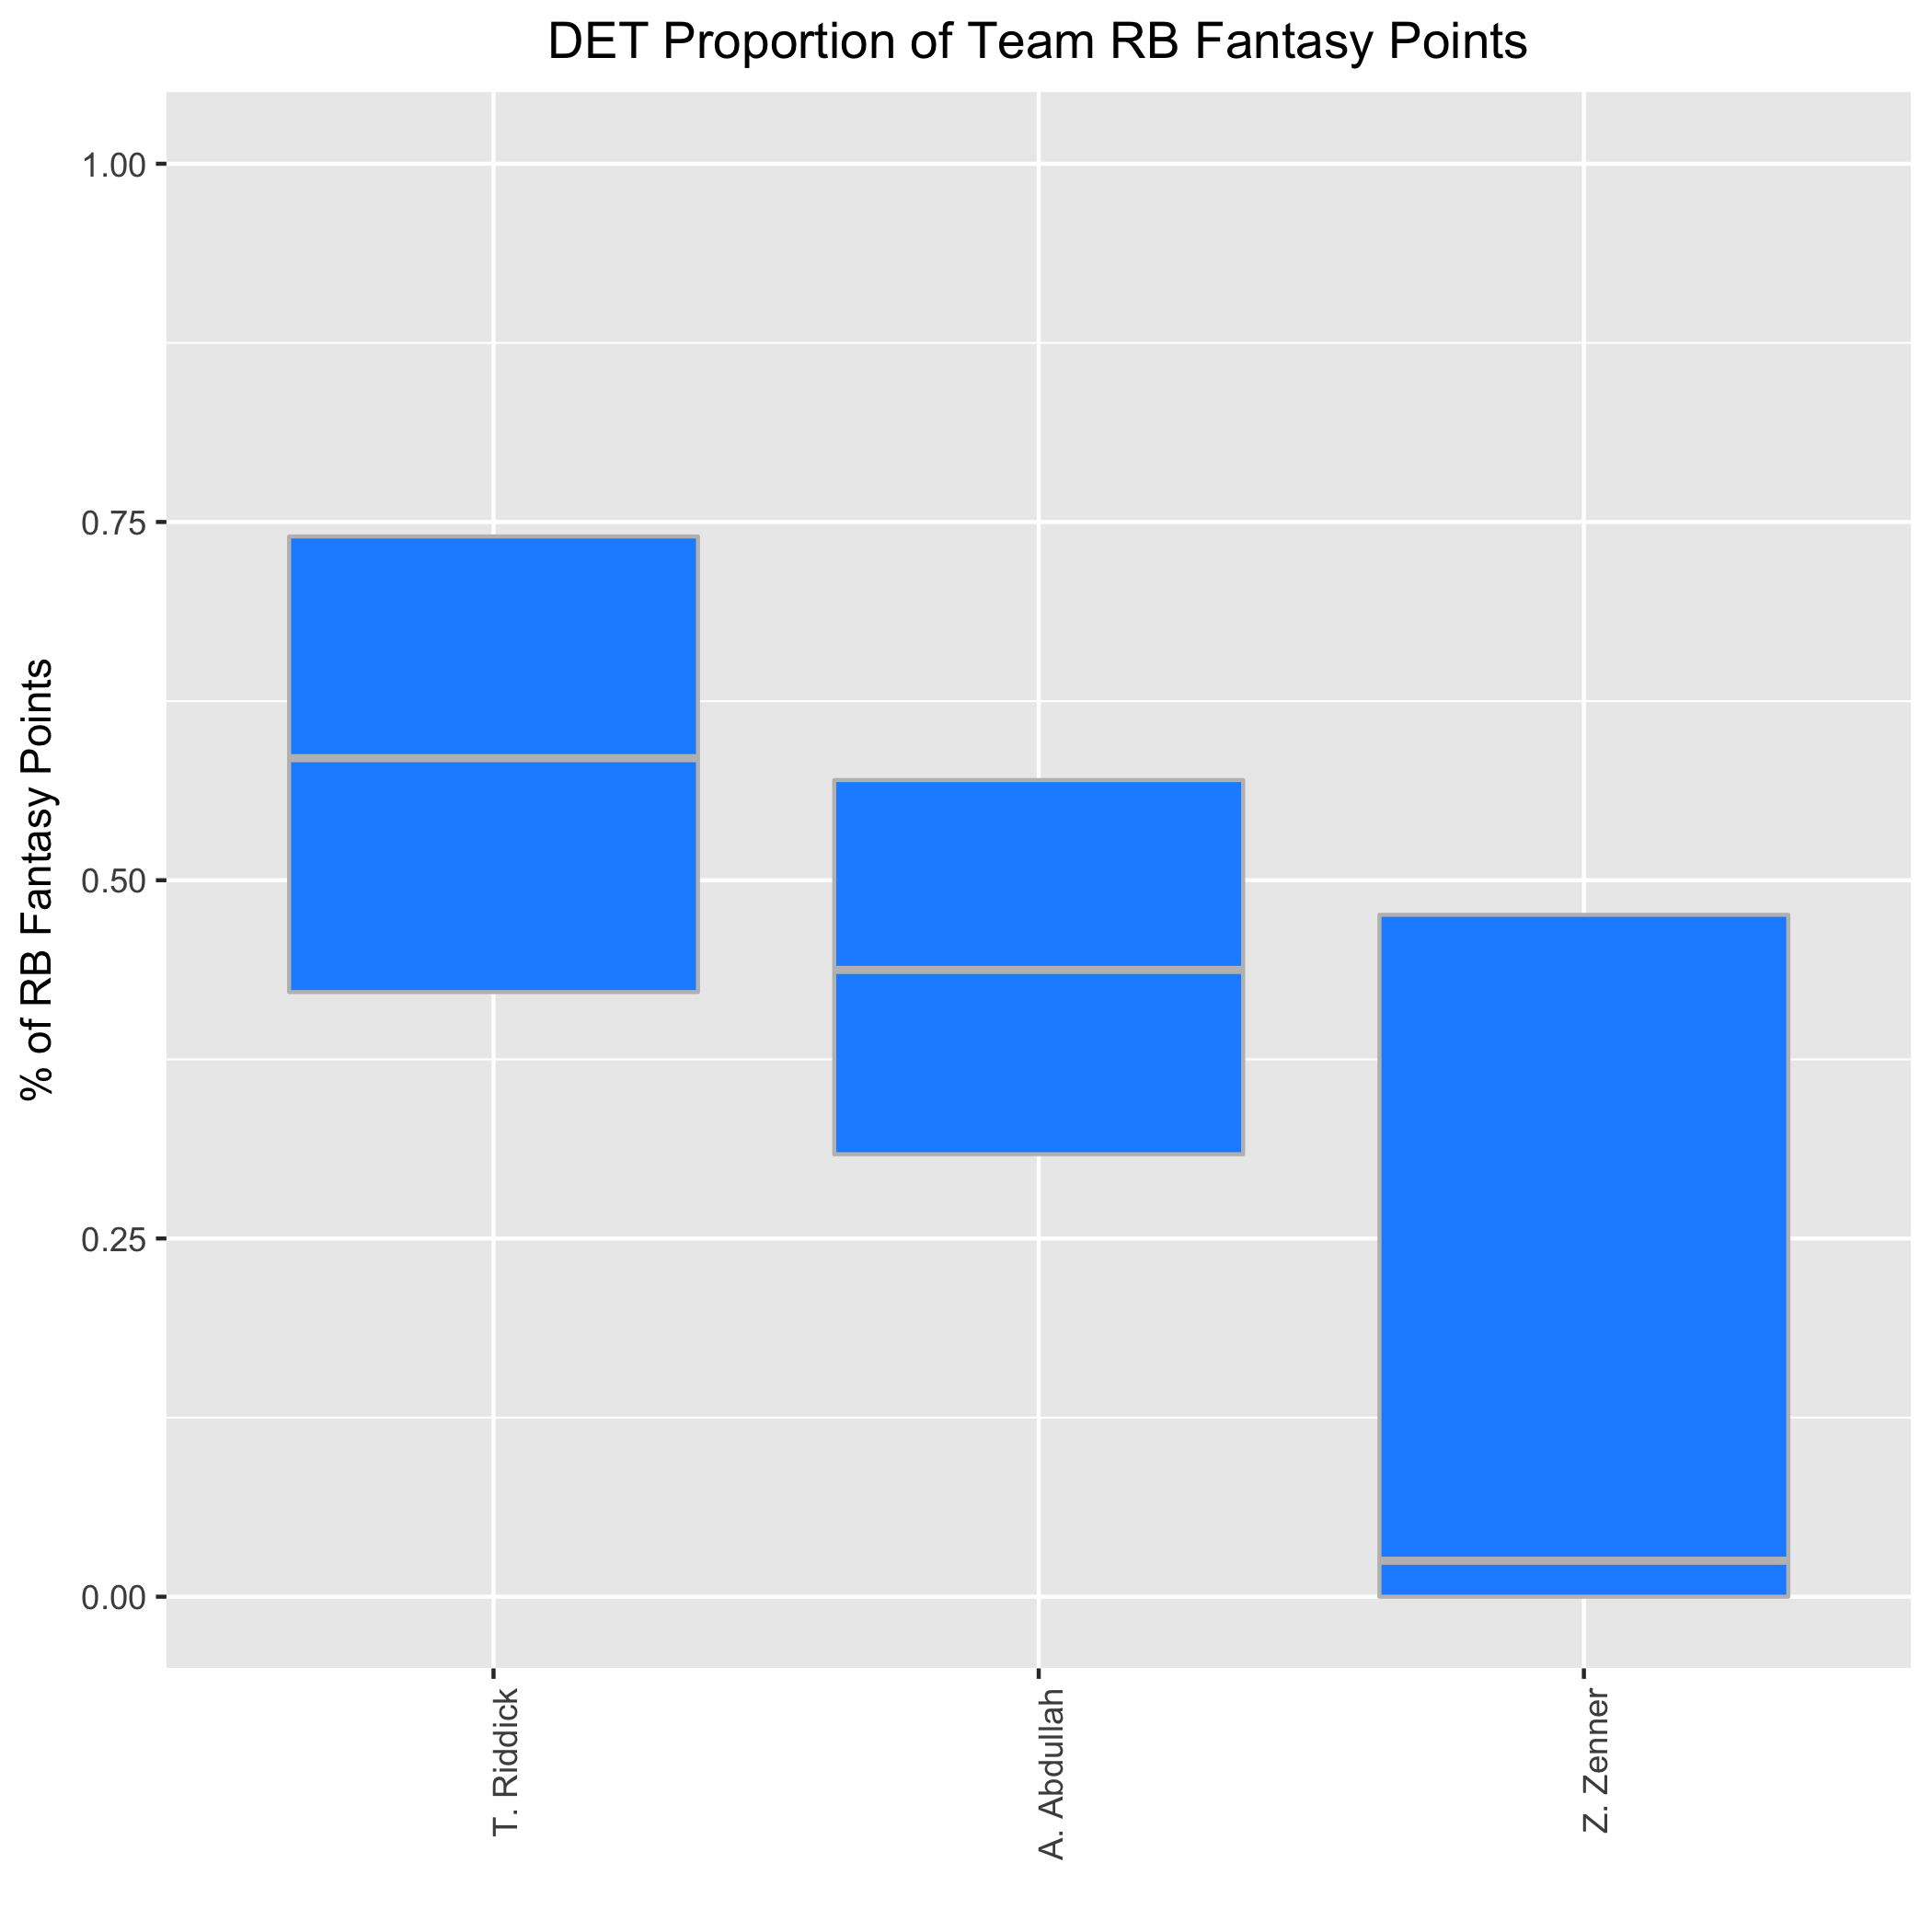 DET Proportion of Team RB Fantasy Points
% of RB Fantasy Points
1.00
0.75
0.50
0.25
0.00
T. Riddick
A. Abdullah
Z. Zenner